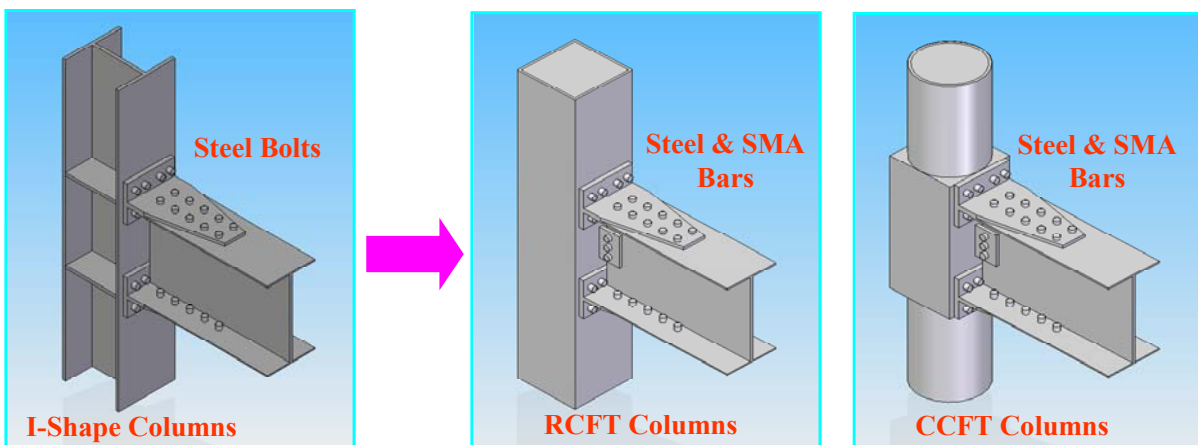 Steel Bolts
I-Shape Columns
Steel & SMA
Bars
RCFT Columns
Steel & SMA
Bars
CCFT Columns